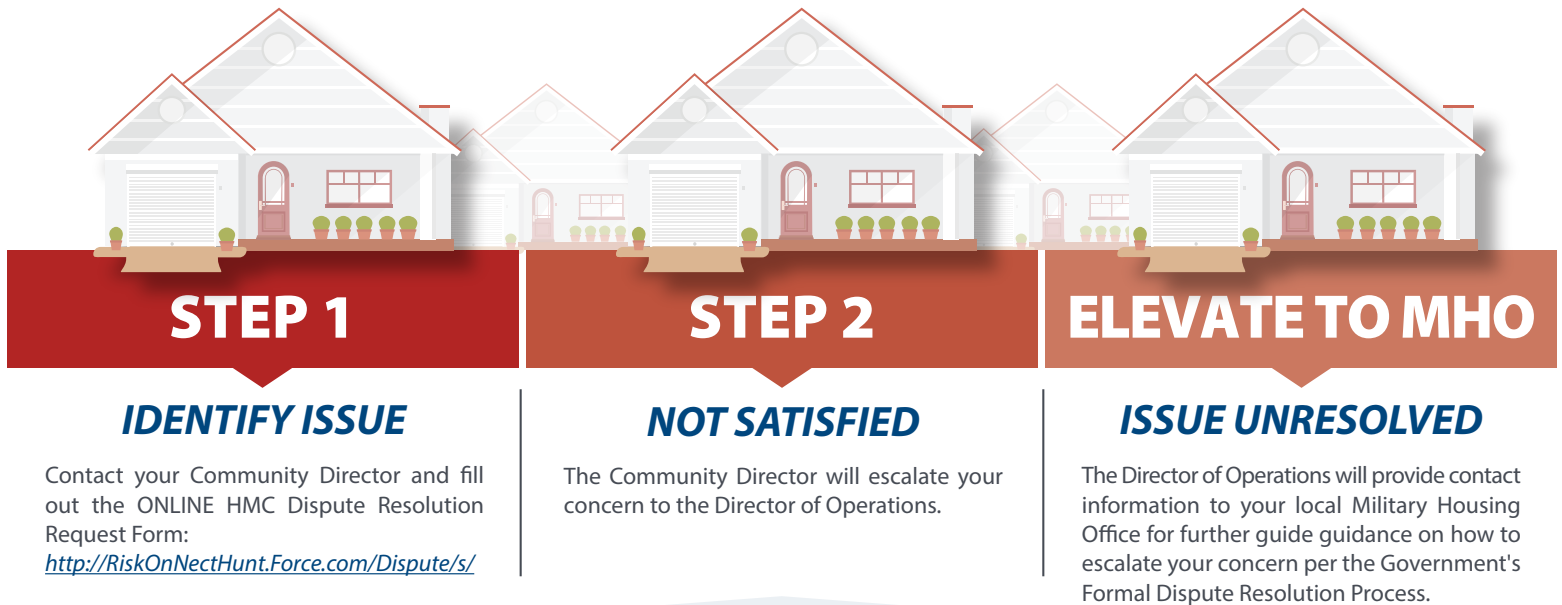 STEP 1
IDENTIFY ISSUE
Contact your Community Director and fill
out the ONLINE HMC Dispute Resolution
Request Form:
http://RiskOnNectHunt.Force.com/Dispute/s/
STEP 2
NOT SATISFIED
The Community Director will escalate your
concern to the Director of Operations.
ELEVATE TO MHO
ISSUE UNRESOLVED
The Director of Operations will provide contact
information to your local Military Housing
Office for further guide guidance on how to
escalate your concern per the Government's
Formal Dispute Resolution Process.